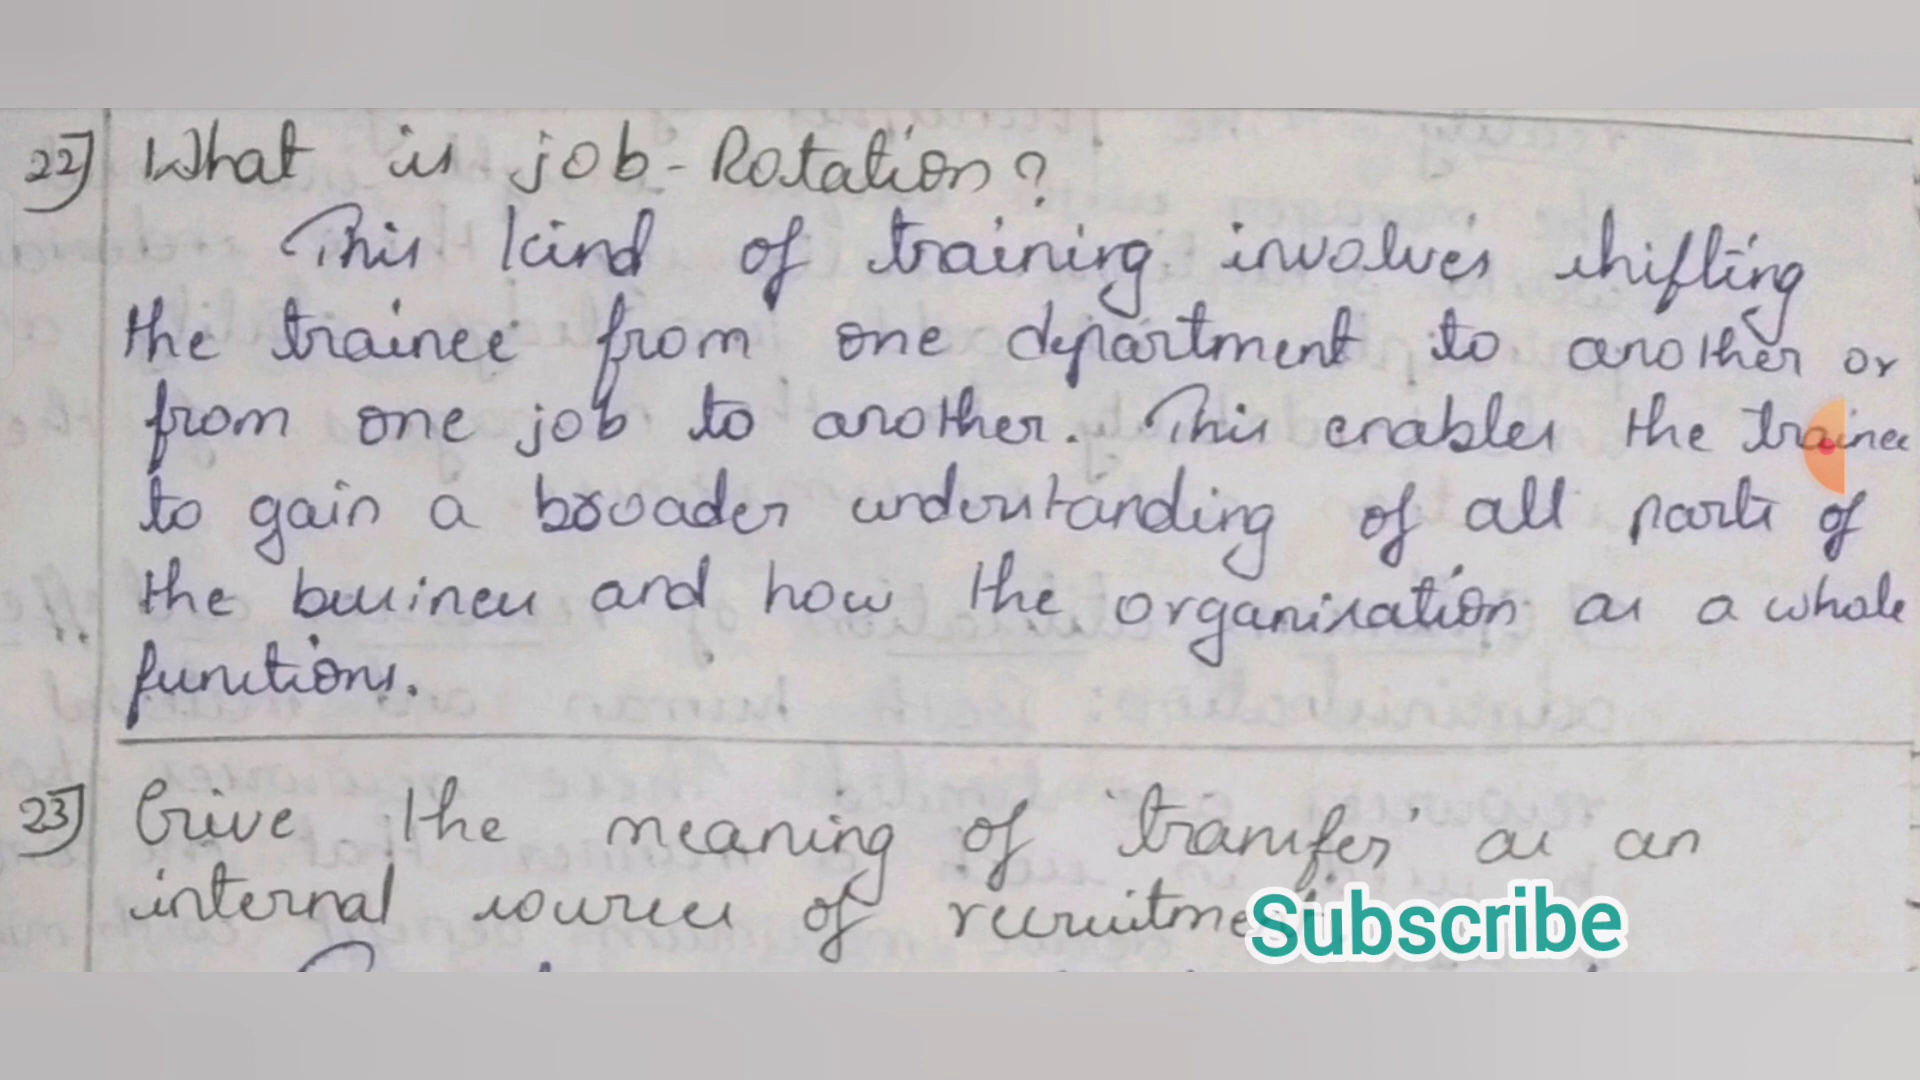 22) What is job-Rotation?
This kind of training involves shifting
the trainee from one department to another or
from one job to another. This enables the trainee
to gain a broader understanding of all parts of
the business and how the organisation as a whole
functions.
23) Give the meaning of 'transfer' as an
internal sources of recruitment
Subscribe